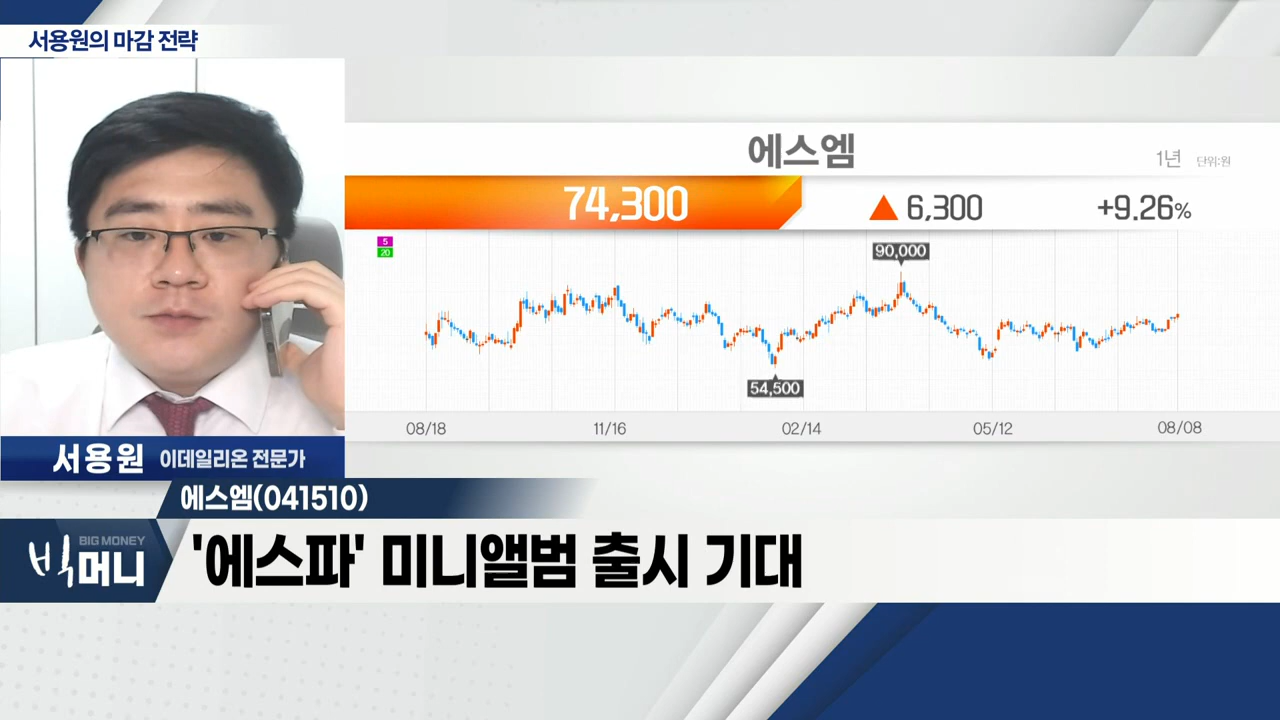 서용원의 마감 전략
에스엠
1년 단위:원
74,300 ▲ 6,300 +9.26%
5
20
90,000
54,500
08/18 11/16 02/14 05/12 08/08
서용원 이데일리온 전문가
에스엠(041510)
BIG MONEY
빅머니
'에스파' 미니앨범 출시 기대